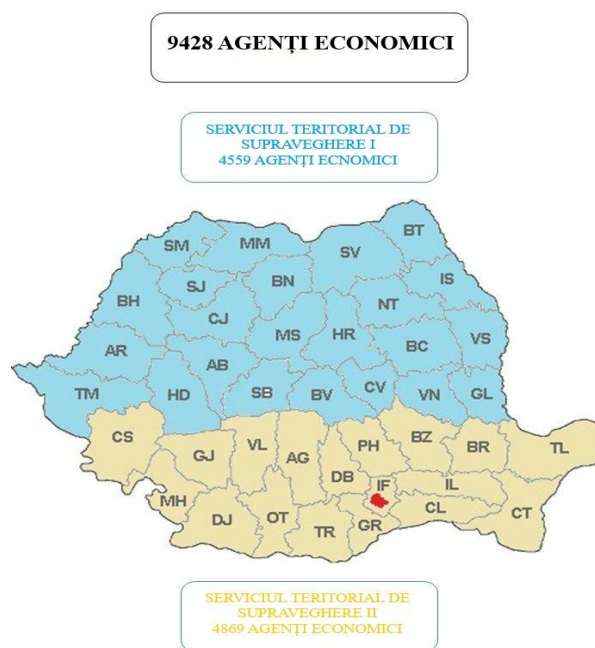 9428 AGENȚI ECONOMICI
SERVICIUL TERITORIAL DE
SUPRAVEGHERE I
4559 AGENȚI ECNOMICI
BT
SM
MM
SV
IS
SJ
BN
BH
NT
CJ
MS
HR
VS
BC
AR
AB
TM
HD
SB
BV
CV
VN
GL
CS
GJ
VL
AG
PH
BZ
BR
TL
DB
IF
IL
MH
DJ
OT
TR
GR
CL
CT
SERVICIUL TERITORIAL DE
SUPRAVEGHERE II
4869 AGENȚI ECONOMICI